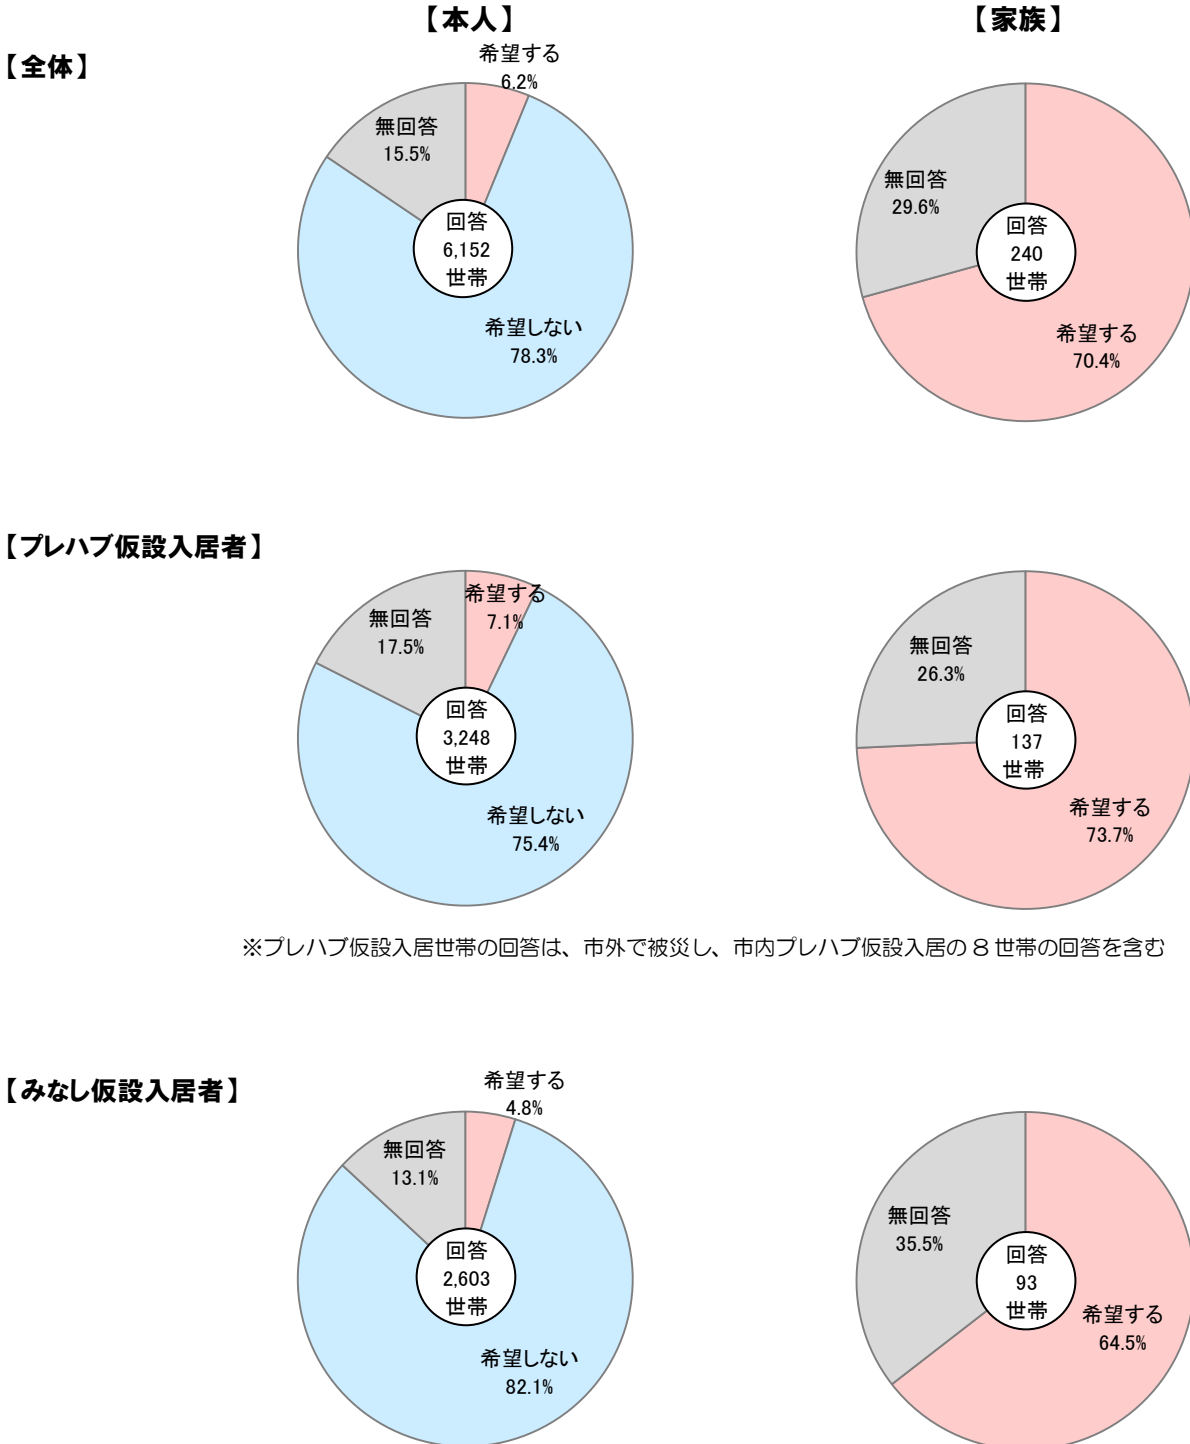 【本人】
【家族】
【全体】
希望する
6.2%
無回答
15.5%
回答
6,152
世帯
希望しない
78.3%
無回答
29.6%
回答
240
世帯
希望する
70.4%
【プレハブ仮設入居者】
希望する
7.1%
無回答
17.5%
回答
3,248
世帯
希望しない
75.4%
無回答
26.3%
回答
137
世帯
希望する
73.7%
※プレハブ仮設入居世帯の回答は、市外で被災し、市内プレハブ仮設入居の8世帯の回答を含む
【みなし仮設入居者】
希望する
4.8%
無回答
13.1%
回答
2,603
世帯
希望しない
82.1%
無回答
35.5%
回答
93
世帯
希望する
64.5%